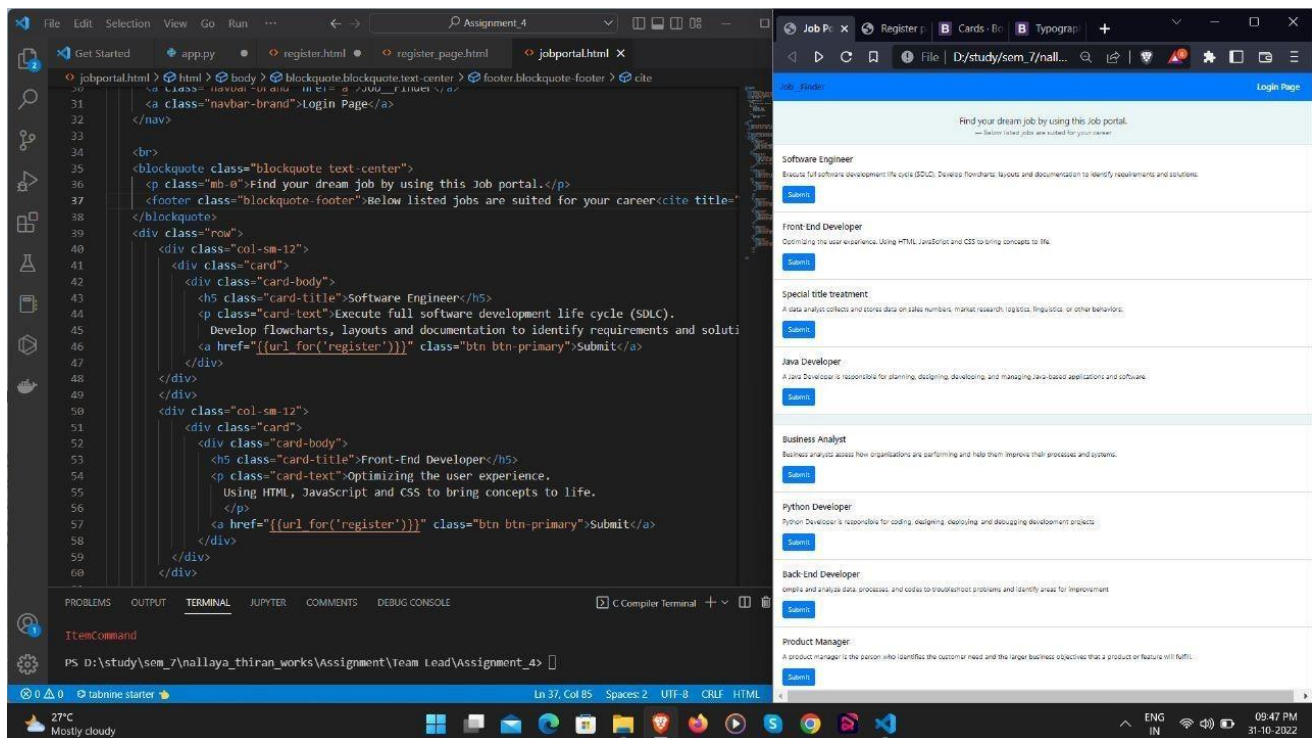 File Edit Selection View Go Run ··· Assignment_4
Get Started app.py register.html register_page.html jobportal.html
jobportal.html > html > body > blockquote.blockquote.text-center > footer.blockquote-footer > cite
31 <a class="navbar-brand">Login Page</a>
32 </nav>
33
34 <br>
35 <blockquote class="blockquote text-center">
36 <p class="mb-0">Find your dream job by using this Job portal.</p>
37 <footer class="blockquote-footer">Below listed jobs are suited for your career<cite title="
38 </blockquote>
39 <div class="row">
40 <div class="col-sm-12">
41 <div class="card">
42 <div class="card-body">
43 <h5 class="card-title">Software Engineer</h5>
44 <p class="card-text">Execute full software development life cycle (SDLC).
45 Develop flowcharts, layouts and documentation to identify requirements and soluti
46 <a href="{{url_for('register')}}" class="btn btn-primary">Submit</a>
47 </div>
48 </div>
49 </div>
50 <div class="col-sm-12">
51 <div class="card">
52 <div class="card-body">
53 <h5 class="card-title">Front-End Developer</h5>
54 <p class="card-text">Optimizing the user experience.
55 Using HTML, JavaScript and CSS to bring concepts to life.
56 </p>
57 <a href="{{url_for('register')}}" class="btn btn-primary">Submit</a>
58 </div>
59 </div>
60 </div>
PROBLEMS OUTPUT TERMINAL JUPYTER COMMENTS DEBUG CONSOLE C Compiler Terminal
ItemCommand
PS D:\study\sem_7\nallaya_thiran_works\Assignment\Team Lead\Assignment_4>
0 0 tabnine starter Ln 37, Col 85 Spaces: 2 UTF-8 CRLF HTML
Job Po Register p Cards · Bo Typograp
File D:/study/sem_7/nall...
Job__Finder Login Page
Find your dream job by using this Job portal.
— Below listed jobs are suited for your career
Software Engineer
Execute full software development life cycle (SDLC). Develop flowcharts, layouts and documentation to identify requirements and solutions.
Submit
Front-End Developer
Optimizing the user experience. Using HTML, JavaScript and CSS to bring concepts to life.
Submit
Special title treatment
A data analyst collects and stores data on sales numbers, market research, logistics, linguistics, or other behaviors.
Submit
Java Developer
A Java Developer is responsible for planning, designing, developing, and managing Java-based applications and software.
Submit
Business Analyst
Business analysts assess how organisations are performing and help them improve their processes and systems.
Submit
Python Developer
Python Developer is responsible for coding, designing, deploying, and debugging development projects
Submit
Back-End Developer
ompile and analyze data, processes, and codes to troubleshoot problems and identify areas for improvement
Submit
Product Manager
A product manager is the person who identifies the customer need and the larger business objectives that a product or feature will fulfill.
Submit
27°C
Mostly cloudy
ENG
IN
09:47 PM
31-10-2022